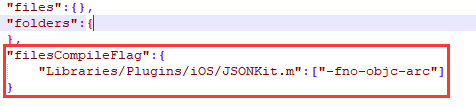 "files":{},
"folders":{
},
"filesCompileFlag":{
"Libraries/Plugins/iOS/JSONKit.m":["-fno-objc-arc"]
}